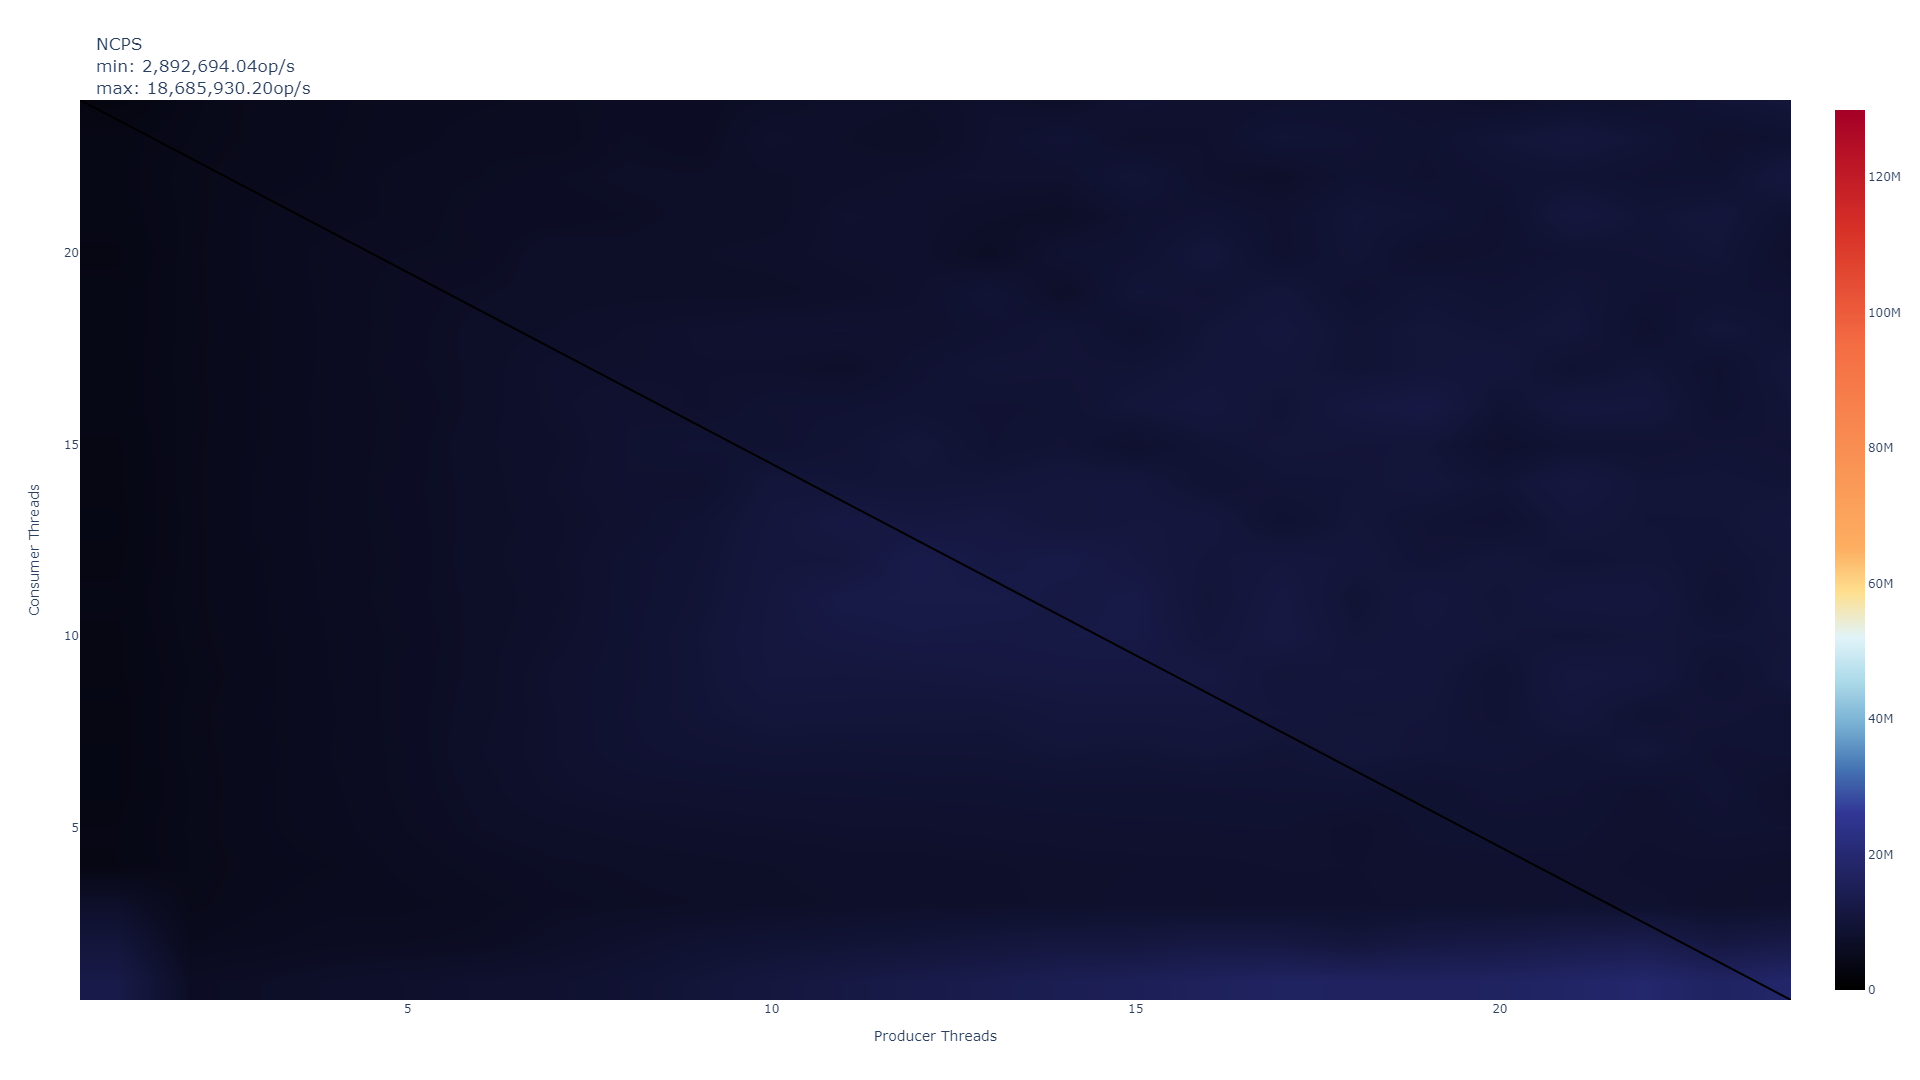 NCPS
min: 2,892,694.04op/s
max: 18,685,930.20op/s
20
15
10
5
Consumer Threads
5
10
15
20
Producer Threads
120M
100M
80M
60M
40M
20M
0